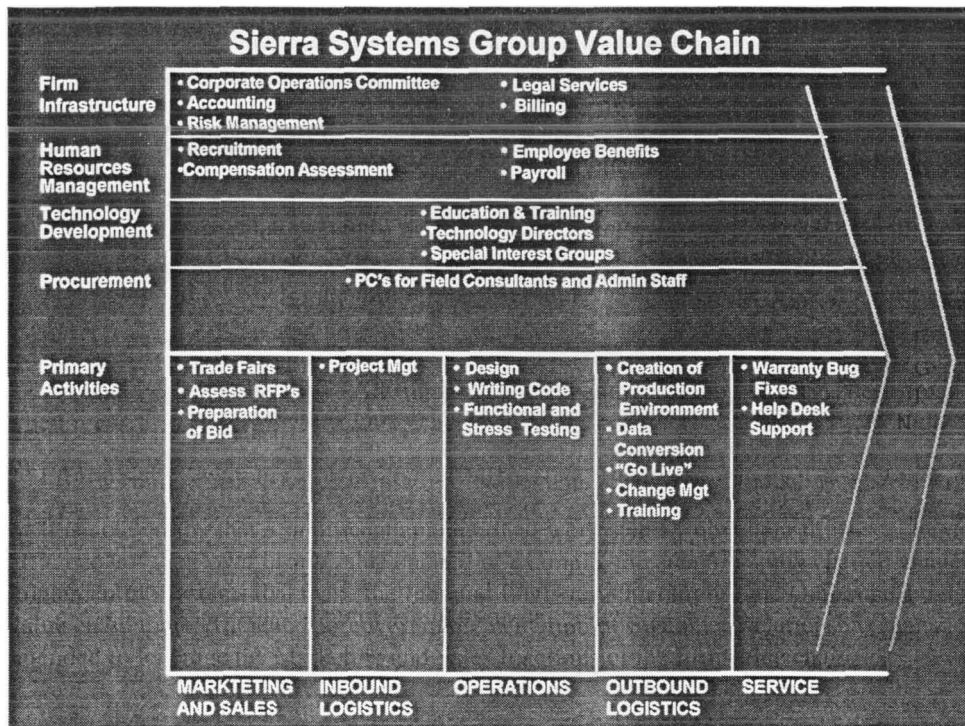 Sierra Systems Group Value Chain
Firm
Infrastructure
• Corporate Operations Committee
• Accounting
• Risk Management
• Legal Services
• Billing
Human
Resources
Management
• Recruitment
•Compensation Assessment
• Employee Benefits
• Payroll
Technology
Development
• Education & Training
•Technology Directors
• Special Interest Groups
Procurement
• PC's for Field Consultants and Admin Staff
Primary
Activities
• Trade Fairs
• Assess RFP's
• Preparation
of Bid
• Project Mgt
• Design
• Writing Code
• Functional and
Stress Testing
• Creation of
Production
Environment
• Data
Conversion
• "Go Live"
• Change Mgt
• Training
• Warranty Bug
Fixes
• Help Desk
Support
MARKTETING
AND SALES
INBOUND
LOGISTICS
OPERATIONS
OUTBOUND
LOGISTICS
SERVICE